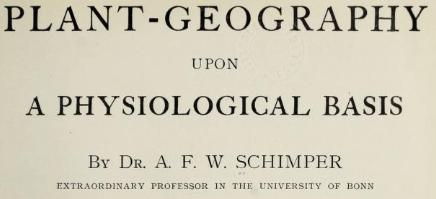 PLANT-GEOGRAPHY
UPON
A PHYSIOLOGICAL BASIS
BY DR. A. F. W. SCHIMPER
EXTRAORDINARY PROFESSOR IN THE UNIVERSITY OF BONN